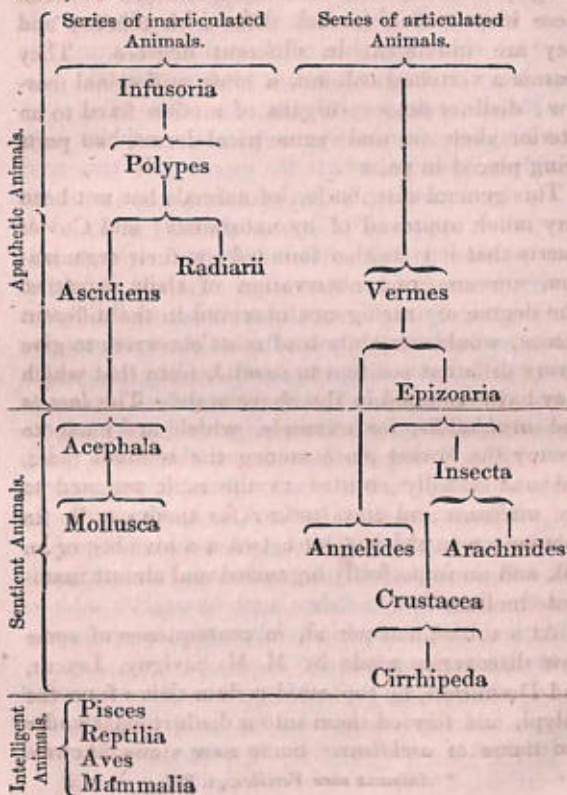 Series of inarticulated Animals.
Series of articulated Animals.
Apathetic Animals.
Infusoria
Polypes
Radiarii
Ascidiens
Vermes
Epizoaria
Sentient Animals.
Acephala
Insecta
Mollusca
Annelides Arachnides
Crustacea
Cirrhipeda
Intelligent Animals
Pisces
Reptilia
Aves
Mammalia